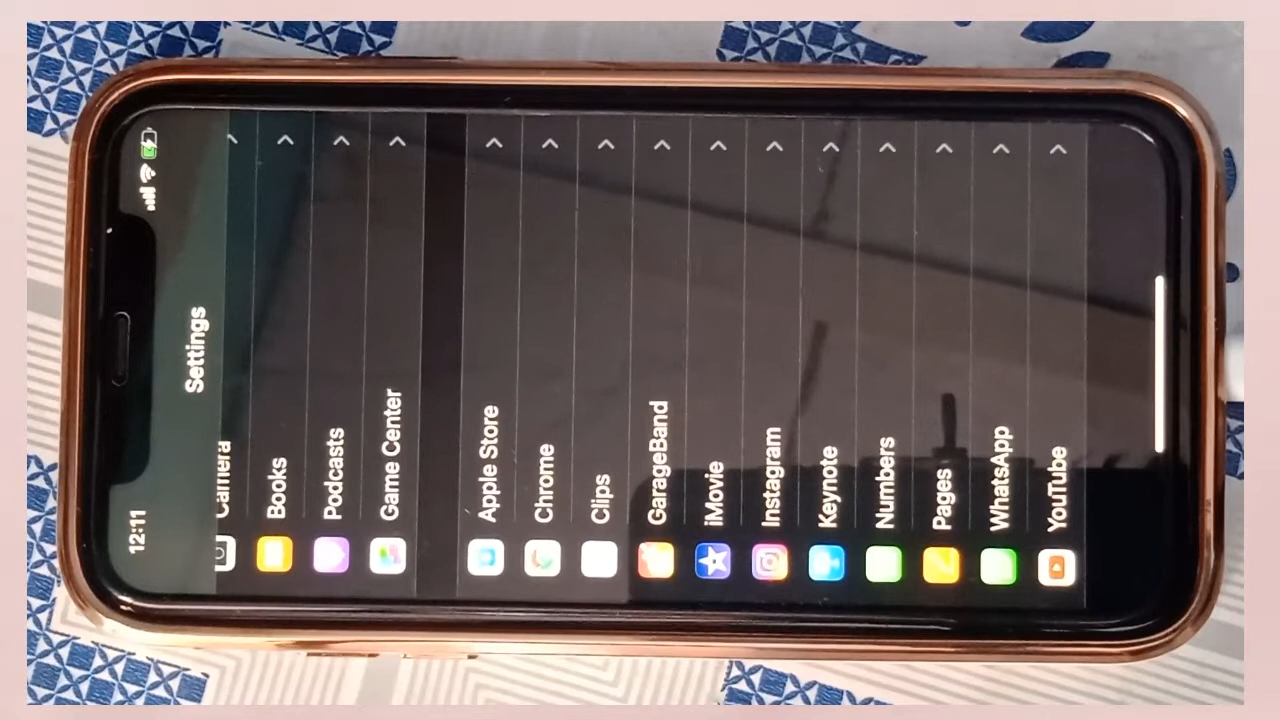 12:11
Settings
Camera
Books
Podcasts
Game Center
Apple Store
Chrome
Clips
GarageBand
iMovie
Instagram
Keynote
Numbers
Pages
WhatsApp
YouTube